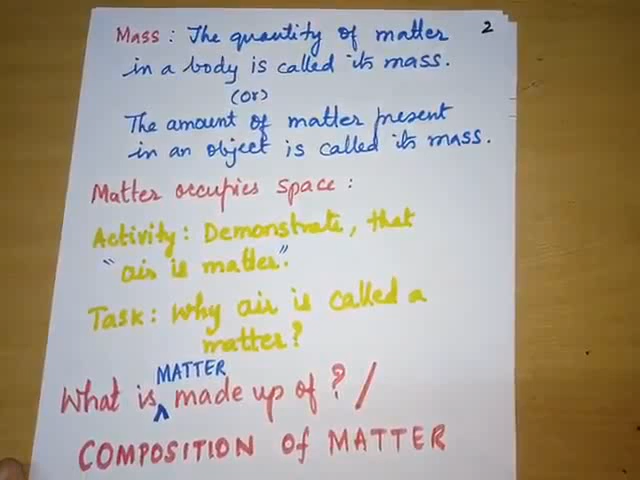 2
Mass: The quantity of matter
in a body is called its mass.
(or)
The amount of matter present
in an object is called its mass.
Matter occupies space:
Activity: Demonstrate, that
"air is matter".
Task: Why air is called a
matter?
MATTER
What is ^ made up of? /
COMPOSITION of MATTER